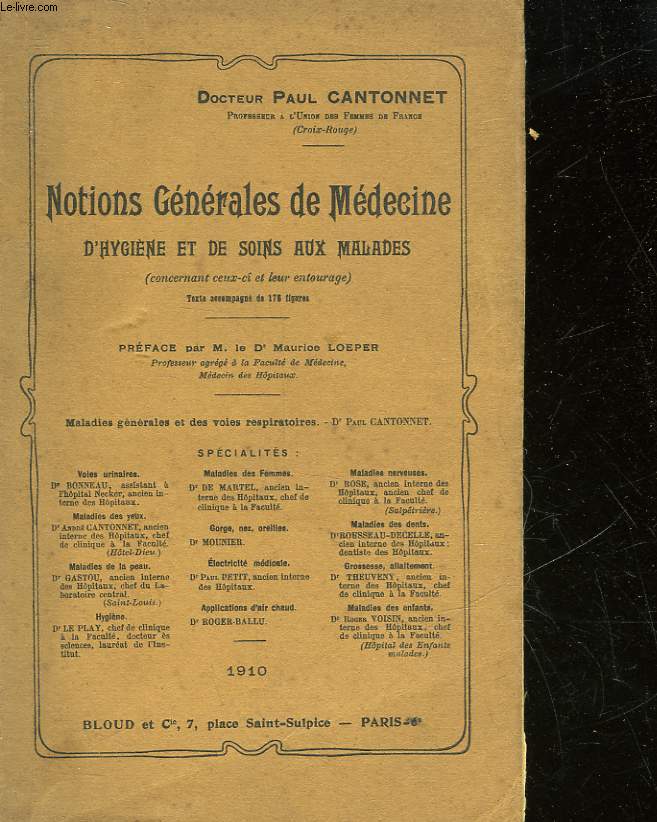 Le-livre.com
DOCTEUR PAUL CANTONNET
PROFESSEUR A L'UNION DES FEMMES DE FRANCE
(Croix-Rouge)
Notions Générales de Médecine
D'HYGIÈNE ET DE SOINS AUX MALADES
(concernant ceux-ci et leur entourage)
Texte accompagné de 176 figures
PRÉFACE par M. le Dr Maurice LOEPER
Professeur agrégé à la Faculté de Médecine,
Médecin des Hôpitaux.
Maladies générales et des voies respiratoires. - Dr PAUL CANTONNET.
SPÉCIALITÉS :
Voies urinaires.
Dr BONNEAU, assistant à
l'hôpital Necker, ancien in-
terne des Hôpitaux.
Maladies des yeux.
Dr ANDRÉ CANTONNET, ancien
interne des Hôpitaux, chef
de clinique à la Faculté.
(Hôtel-Dieu)
Maladies de la peau.
Dr GASTOU, ancien interne
des Hôpitaux, chef du La-
boratoire central.
(Saint-Louis.)
Hygiène.
Dr LE PLAY, chef de clinique
à la Faculté, docteur ès
sciences, lauréat de l'Ins-
titut.
Maladies des Femmes.
Dr DE MARTEL, ancien in-
terne des Hôpitaux, chef de
clinique à la Faculté.
Gorge, nez, oreilles.
Dr MOUNIER.
Électricité médicale.
Dr PAUL PETIT, ancien interne
des Hôpitaux.
Applications d'air chaud.
Dr ROGER-BALLU.
Maladies nerveuses.
Dr ROSE, ancien interne des
Hôpitaux, ancien chef de
clinique à la Faculté.
(Salpêtrière.)
Maladies des dents.
Dr ROUSSEAU-DECELLE, an-
cien interne des Hôpitaux;
dentiste des Hôpitaux.
Grossesse, allaitement.
Dr THEUVENY, ancien in-
terne des Hôpitaux, chef
de clinique à la Faculté.
Maladies des enfants.
Dr ROGER VOISIN, ancien in-
terne des Hôpitaux, chef
de clinique à la Faculté.
(Hôpital des Enfants
malades.)
1910
BLOUD et Cie, 7, place Saint-Sulpice — PARIS-6e